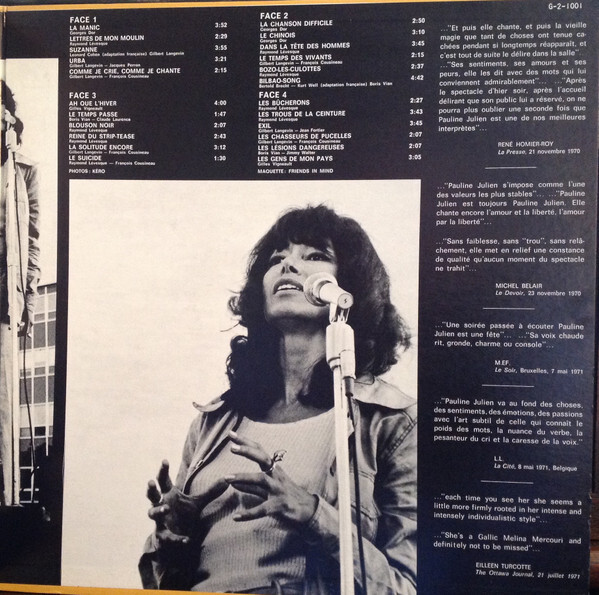 FACE 1
LA MANIC 3:52
Georges Dor
LETTRES DE MON MOULIN 2:29
Raymond Lévesque
SUZANNE 3:55
Leonard Cohen (adaptation française) Gilbert Langevin
URBA 3:21
Gilbert Langevin - Jacques Perron
COMME JE CRIE, COMME JE CHANTE 2:15
Gilbert Langevin - François Cousineau
FACE 2
LA CHANSON DIFFICILE 2:50
Georges Dor
LE CHINOIS 3:10
Georges Dor
DANS LA TÊTE DES HOMMES 3:45
Raymond Lévesque
LE TEMPS DES VIVANTS 2:15
Gilbert Langevin - François Cousineau
BOZO-LES-CULOTTES 2:37
Raymond Lévesque
BILBAO-SONG 4:42
Bertold Brecht - Kurt Weil (adaptation française) Boris Vian
FACE 3
AH QUE L'HIVER 4:00
Gilles Vigneault
LE TEMPS PASSE 1:47
Boris Vian - Claude Laurence
BLOUSON NOIR 2:07
Raymond Lévesque
REINE DU STRIP-TEASE 2:43
Raymond Lévesque
LA SOLITUDE ENCORE 3:12
Gilbert Langevin - François Cousineau
LE SUICIDE 1:30
Raymond Lévesque - François Cousineau
PHOTOS: KÈRO
FACE 4
LES BÛCHERONS 2:27
Raymond Lévesque
LES TROUS DE LA CEINTURE 3:43
Raymond Lévesque
EXIL 2:45
Gilbert Langevin - Jean Fortier
LES CHASSEURS DE PUCELLES 2:07
Gilbert Langevin - François Cousineau
LES LÉSIONS DANGEREUSES 2:07
Boris Vian - Jimmy Walter
LES GENS DE MON PAYS 3:05
Gilles Vigneault
MAQUETTE: FRIENDS IN MIND
G-2-1001
..."Et puis elle chante, et puis la vieille
magie que tant de choses ont tenue ca-
chées pendant si longtemps réapparaît, et
c'est tout de suite le délire dans la salle"...
..."Ses sentiments, ses amours et ses
peurs, elle les dit avec des mots qui lui
conviennent admirablement"... ..."Après
le spectacle d'hier soir, après l'accueil
délirant que son public lui a réservé, on ne
pourra plus oublier une seconde fois que
Pauline Julien est une de nos meilleures
interprètes"...
RENÉ HOMIER-ROY
La Presse, 21 novembre 1970
..."Pauline Julien s'impose comme l'une
des valeurs les plus stables"... ..."Pauline
Julien est toujours Pauline Julien. Elle
chante encore l'amour et la liberté, l'amour
par la liberté"...
..."Sans faiblesse, sans "trou", sans relâ-
chement, elle met en relief une constance
de qualité qu'aucun moment du spectacle
ne trahit"...
MICHEL BELAIR
Le Devoir, 23 novembre 1970
..."Une soirée passée à écouter Pauline
Julien est une fête"... ..."Sa voix chaude
rit, gronde, charme ou console"...
M.EF.
Le Soir, Bruxelles, 7 mai 1971
..."Pauline Julien va au fond des choses,
des sentiments, des émotions, des passions
avec l'art subtil de celle qui connaît le
poids des mots, la nuance du verbe, la
pesanteur du cri et la caresse de la voix."
L.L.
La Cité, 8 mai 1971, Belgique
..."each time you see her she seems a
little more firmly rooted in her intense and
intensely individualistic style"...
..."She's a Gallic Melina Mercouri and
definitely not to be missed"...
EILLEEN TURCOTTE
The Ottawa Journal, 21 juillet 1971